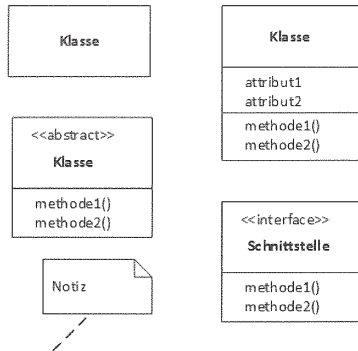 Klasse
Klasse
attribut1
attribut2
methode1()
methode2()
<<abstract>>
Klasse
methode1()
methode2()
<<interface>>
Schnittstelle
methode1()
methode2()
Notiz